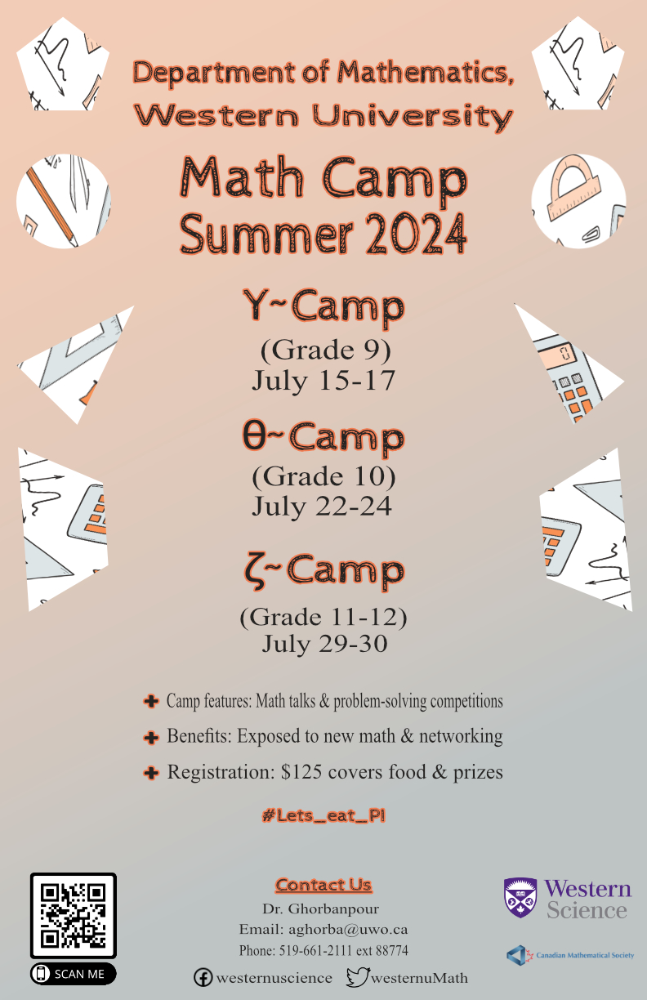 Department of Mathematics,
Western University
Math Camp
Summer 2024
Υ~Camp
(Grade 9)
July 15-17
θ~Camp
(Grade 10)
July 22-24
ζ~Camp
(Grade 11-12)
July 29-30
+ Camp features: Math talks & problem-solving competitions
+ Benefits: Exposed to new math & networking
+ Registration: $125 covers food & prizes
#Lets_eat_PI
Contact Us
Dr. Ghorbanpour
Email: aghorba@uwo.ca
Phone: 519-661-2111 ext 88774
westernuscience westernuMath
SCAN ME
Western
Science
Canadian Mathematical Society